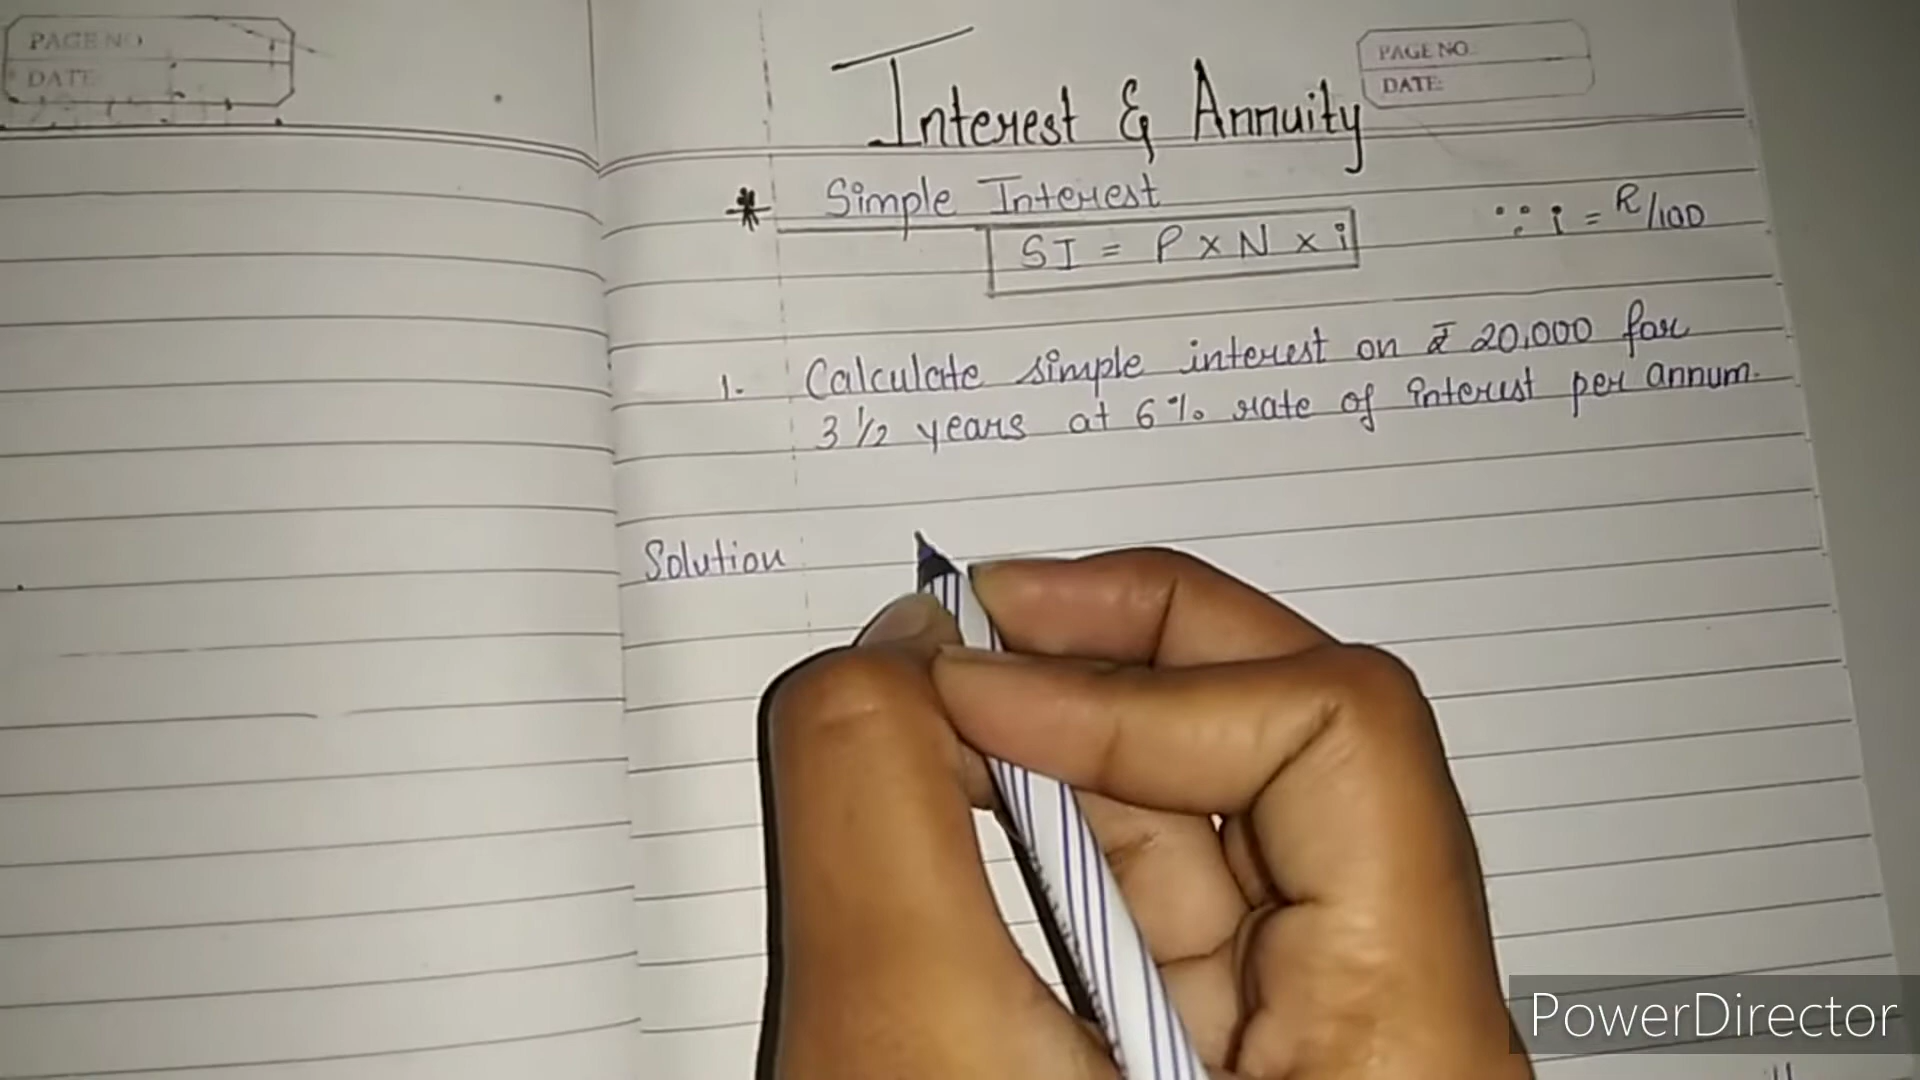 PAGE NO
DATE
Interest & Annuity
PAGE NO.
DATE:
* Simple Interest
SI = P x N x i ∵ i = R/100
1. Calculate simple interest on ₹ 20,000 for
3 1/2 years at 6% rate of interest per annum.
Solution
PowerDirector